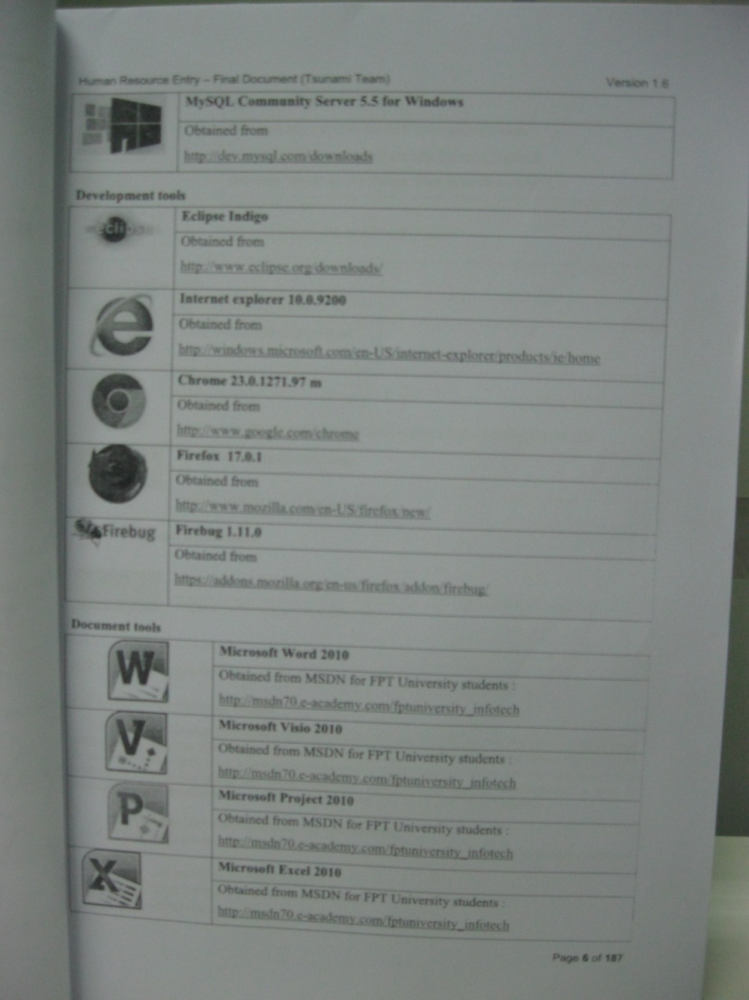 Human Resource Entry – Final Document (Tsunami Team)
Version 1.6
MySQL Community Server 5.5 for Windows
Obtained from
http://dev.mysql.com/downloads
Development tools
eclipse
Eclipse Indigo
Obtained from
http://www.eclipse.org/downloads/
Internet explorer 10.0.9200
Obtained from
http://windows.microsoft.com/en-US/internet-explorer/products/ie/home
Chrome 23.0.1271.97 m
Obtained from
http://www.google.com/chrome
Firefox 17.0.1
Obtained from
http://www.mozilla.com/en-US/firefox/new/
Firebug
Firebug 1.11.0
Obtained from
https://addons.mozilla.org/en-us/firefox/addon/firebug/
Document tools
W
Microsoft Word 2010
Obtained from MSDN for FPT University students :
http://msdn70.e-academy.com/fptuniversity_infotech
V
Microsoft Visio 2010
Obtained from MSDN for FPT University students :
http://msdn70.e-academy.com/fptuniversity_infotech
P
Microsoft Project 2010
Obtained from MSDN for FPT University students :
http://msdn70.e-academy.com/fptuniversity_infotech
X
Microsoft Excel 2010
Obtained from MSDN for FPT University students :
http://msdn70.e-academy.com/fptuniversity_infotech
Page 6 of 187